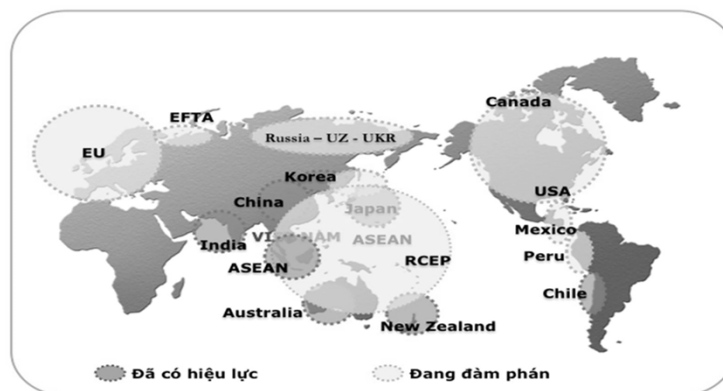 Canada
EFTA
EU
Russia – UZ - UKR
Korea
USA
China
Japan
Mexico
India
ASEAN
ASEAN
RCEP
Peru
Chile
Australia
New Zealand
Đã có hiệu lực
Đang đàm phán